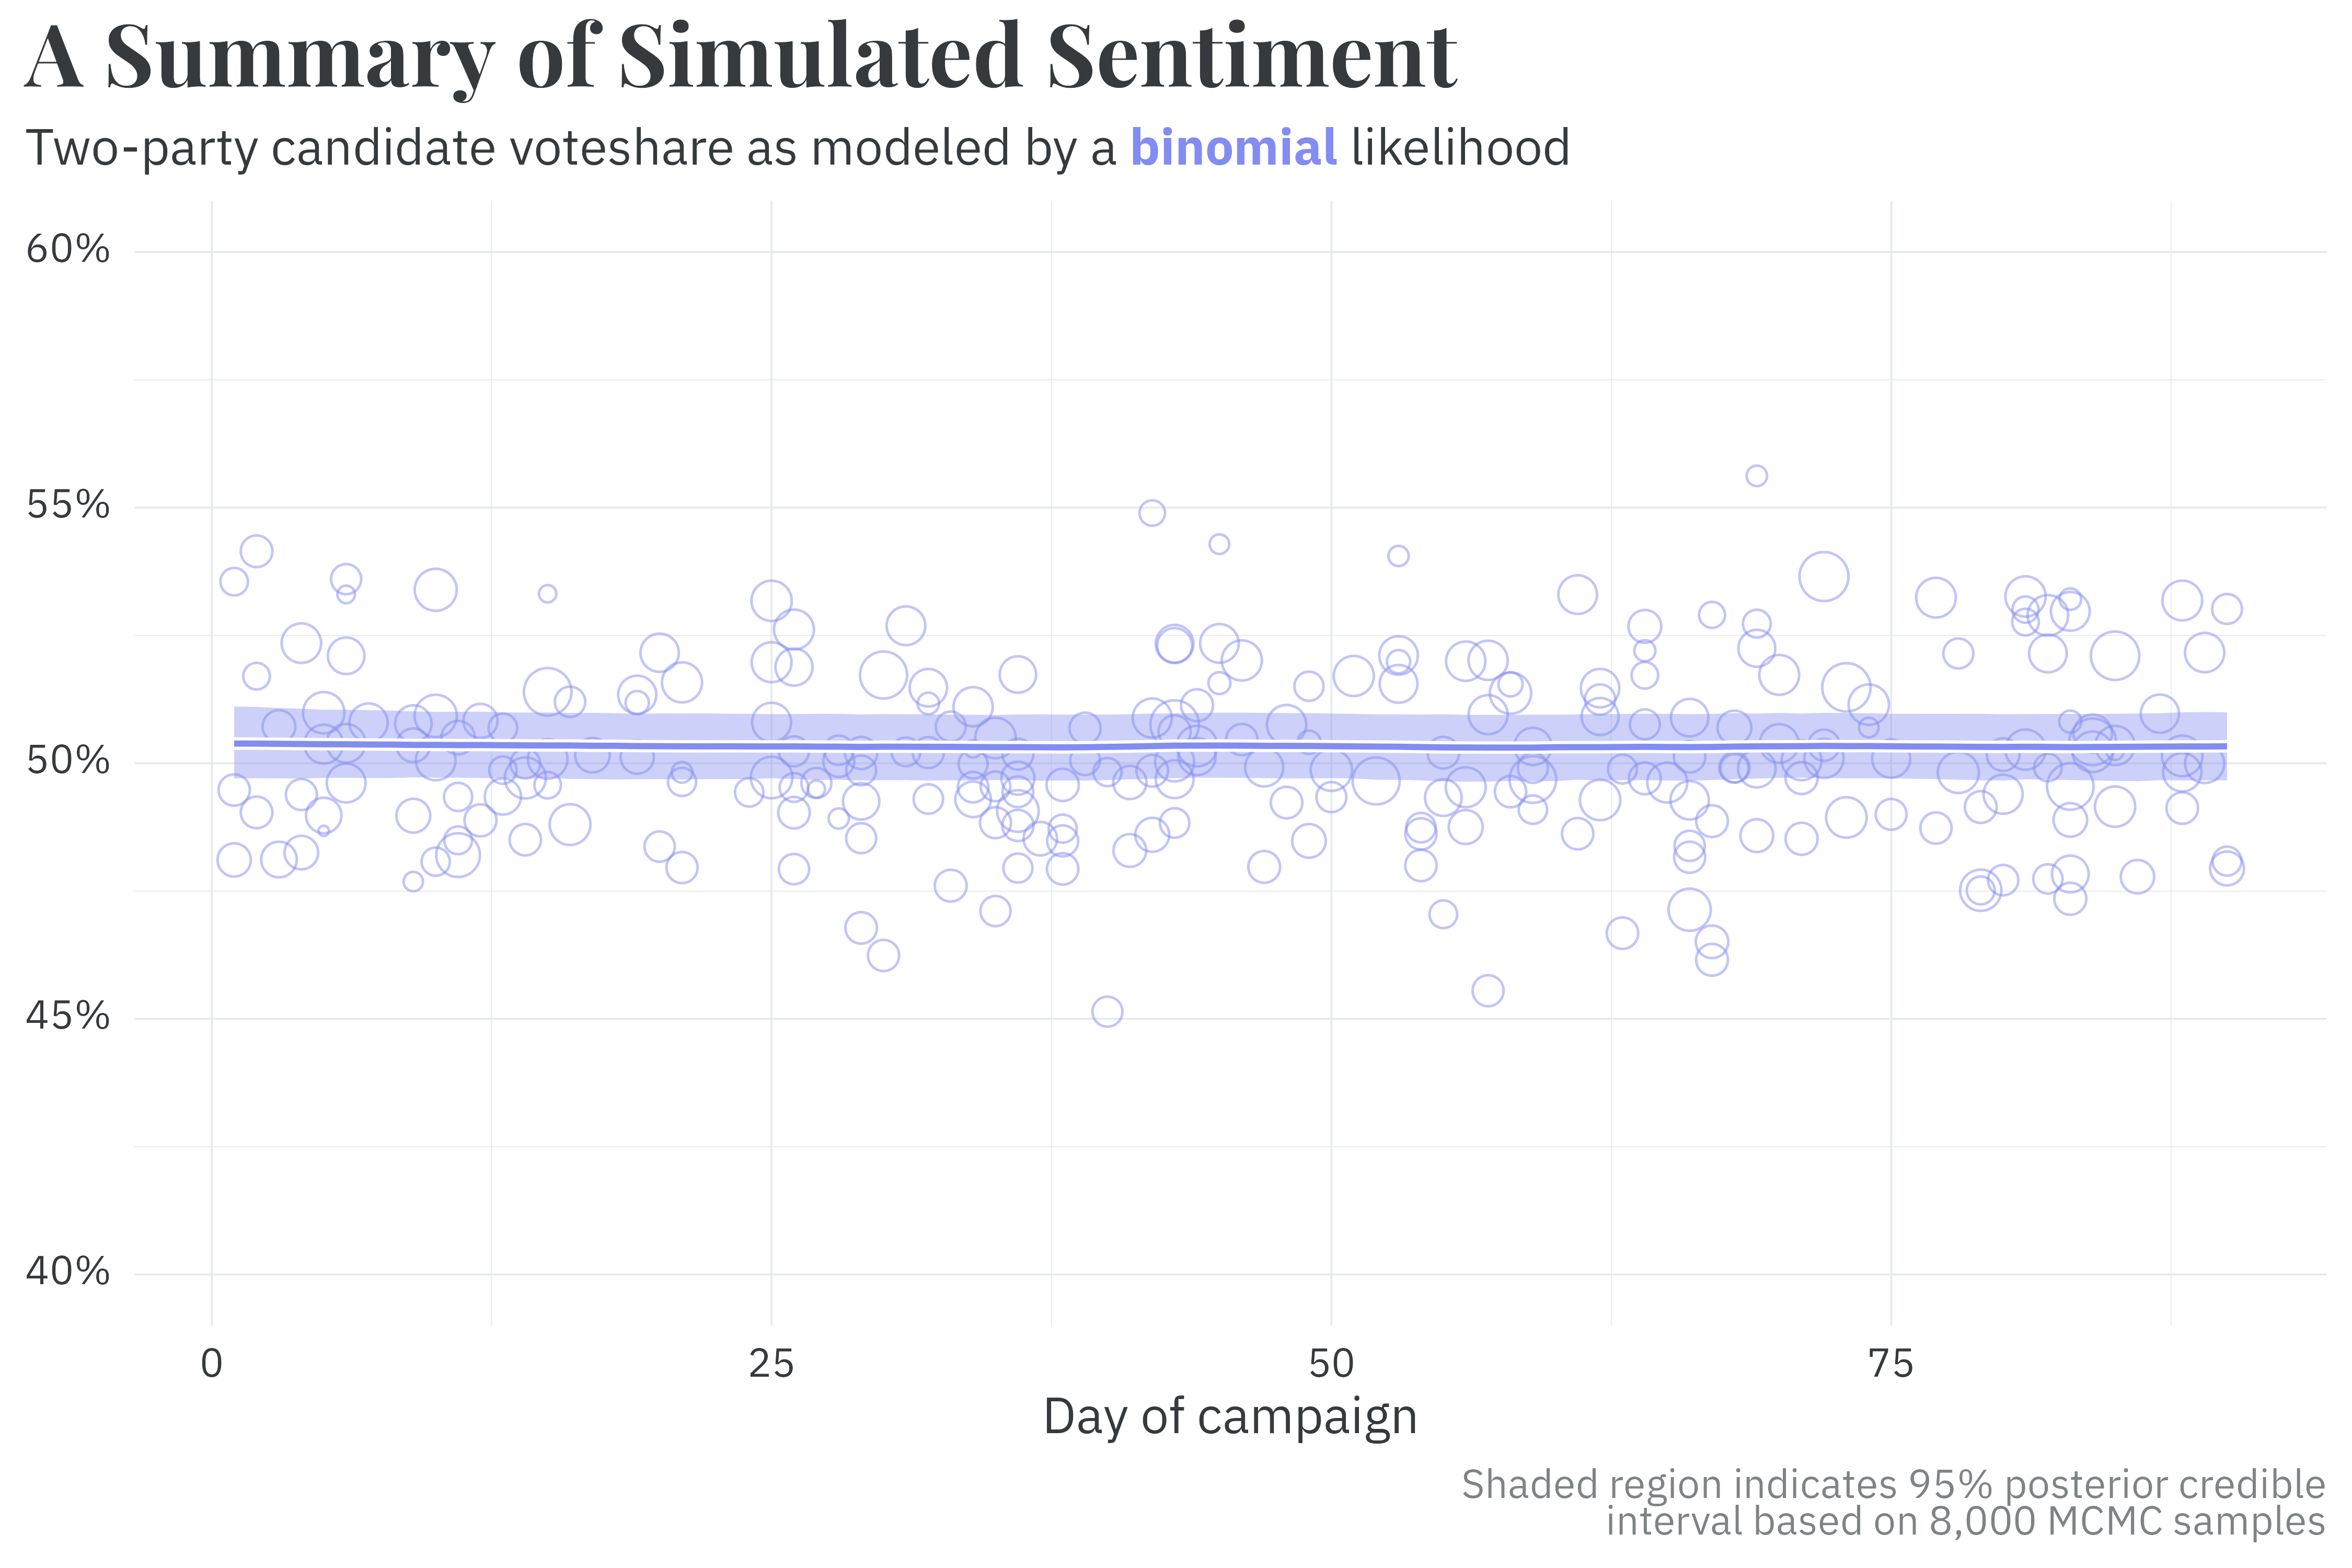 A Summary of Simulated Sentiment
Two-party candidate voteshare as modeled by a binomial likelihood
60%
55%
50%
45%
40%
0 25 50 75
Day of campaign
Shaded region indicates 95% posterior credible
interval based on 8,000 MCMC samples